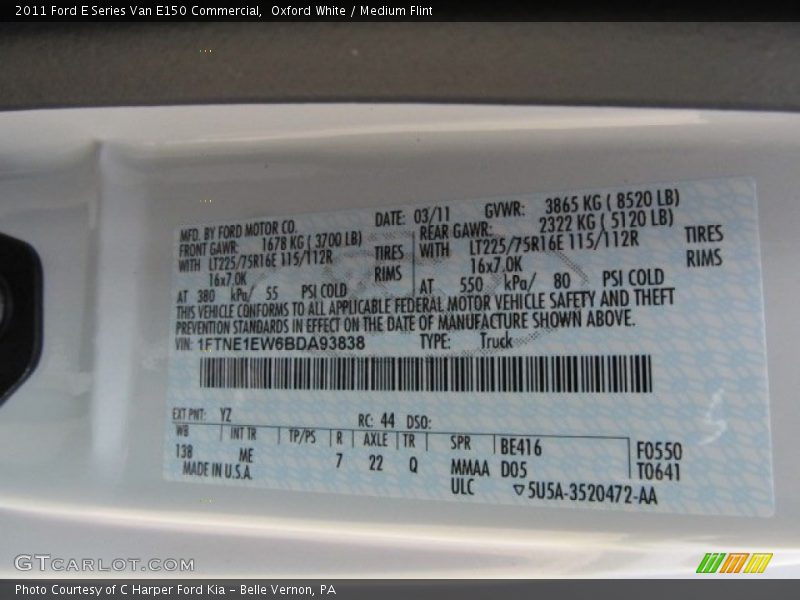 2011 Ford E Series Van E150 Commercial,  Oxford White / Medium Flint
MFD. BY FORD MOTOR CO. DATE: 03/11 GVWR: 3865 KG ( 8520 LB)
FRONT GAWR: 1678 KG ( 3700 LB) REAR GAWR: 2322 KG ( 5120 LB)
WITH LT225/75R16E 115/112R TIRES WITH LT225/75R16E 115/112R TIRES
16x7.0K RIMS 16x7.0K RIMS
AT 380 kPa/ 55 PSI COLD AT 550 kPa/ 80 PSI COLD
THIS VEHICLE CONFORMS TO ALL APPLICABLE FEDERAL MOTOR VEHICLE SAFETY AND THEFT
PREVENTION STANDARDS IN EFFECT ON THE DATE OF MANUFACTURE SHOWN ABOVE.
VIN: 1FTNE1EW6BDA93838 TYPE: Truck
EXT PNT: YZ RC: 44 DSO:
WB INT TR TP/PS R AXLE TR SPR BE416 F0550
138 ME 7 22 Q MMAA D05 T0641
MADE IN U.S.A. ULC ▽5U5A-3520472-AA
GTCARLOT.COM
Photo Courtesy of C Harper Ford Kia – Belle Vernon, PA